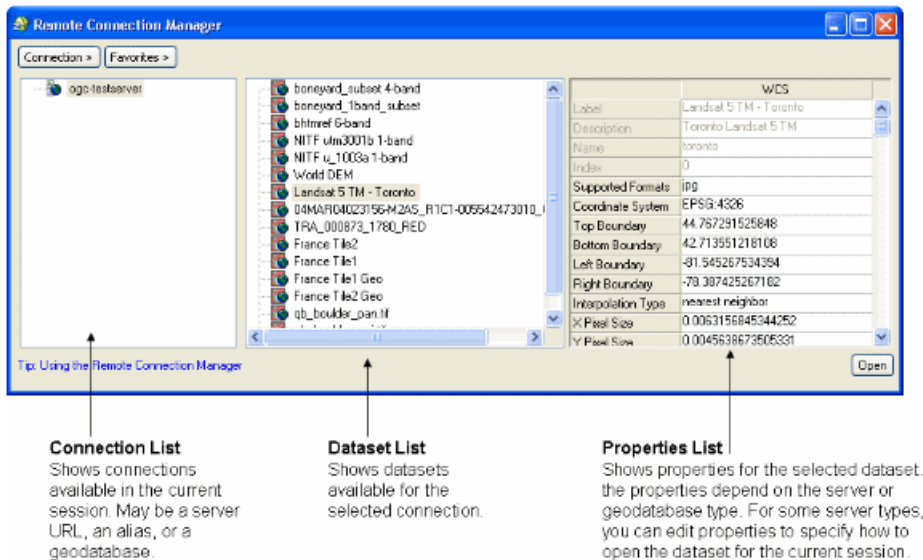 Remote Connection Manager
Connection »
Favorites »
ogc-testserver
boneyard_subset 4-band
boneyard_1band_subset
bhtmref 6-band
NITF utm3001b 1-band
NITF u_1003a 1-band
World DEM
Landsat 5 TM - Toronto
04MAR04023156-M2AS_R1C1-005542473010_
TRA_000873_1780_RED
France Tile2
France Tile1
France Tile1 Geo
France Tile2 Geo
qb_boulder_pan.tif
WCS
Label Landsat 5 TM - Toronto
Description Toronto Landsat 5 TM
Name toronto
Index 0
Supported Formats jpg
Coordinate System EPSG:4326
Top Boundary 44.767291525848
Bottom Boundary 42.713551218108
Left Boundary -81.545267534394
Right Boundary -78.387425267182
Interpolation Type nearest neighbor
X Pixel Size 0.0063156845344252
Y Pixel Size 0.0045638673505331
Tip: Using the Remote Connection Manager
Open
Connection List
Shows connections
available in the current
session. May be a server
URL, an alias, or a
geodatabase.
Dataset List
Shows datasets
available for the
selected connection.
Properties List
Shows properties for the selected dataset.
the properties depend on the server or
geodatabase type. For some server types,
you can edit properties to specify how to
open the dataset for the current session